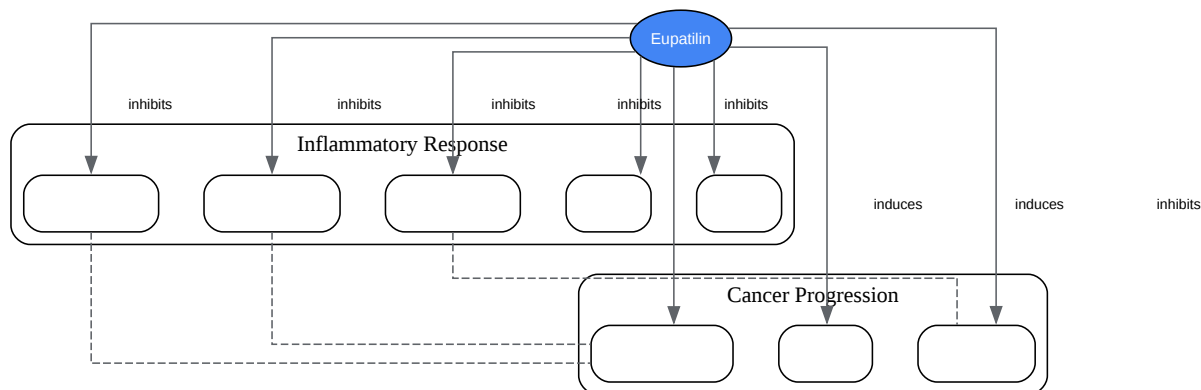 Eupatilin
inhibits
inhibits
inhibits
inhibits
inhibits
Inflammatory Response
induces
induces
inhibits
Cancer Progression